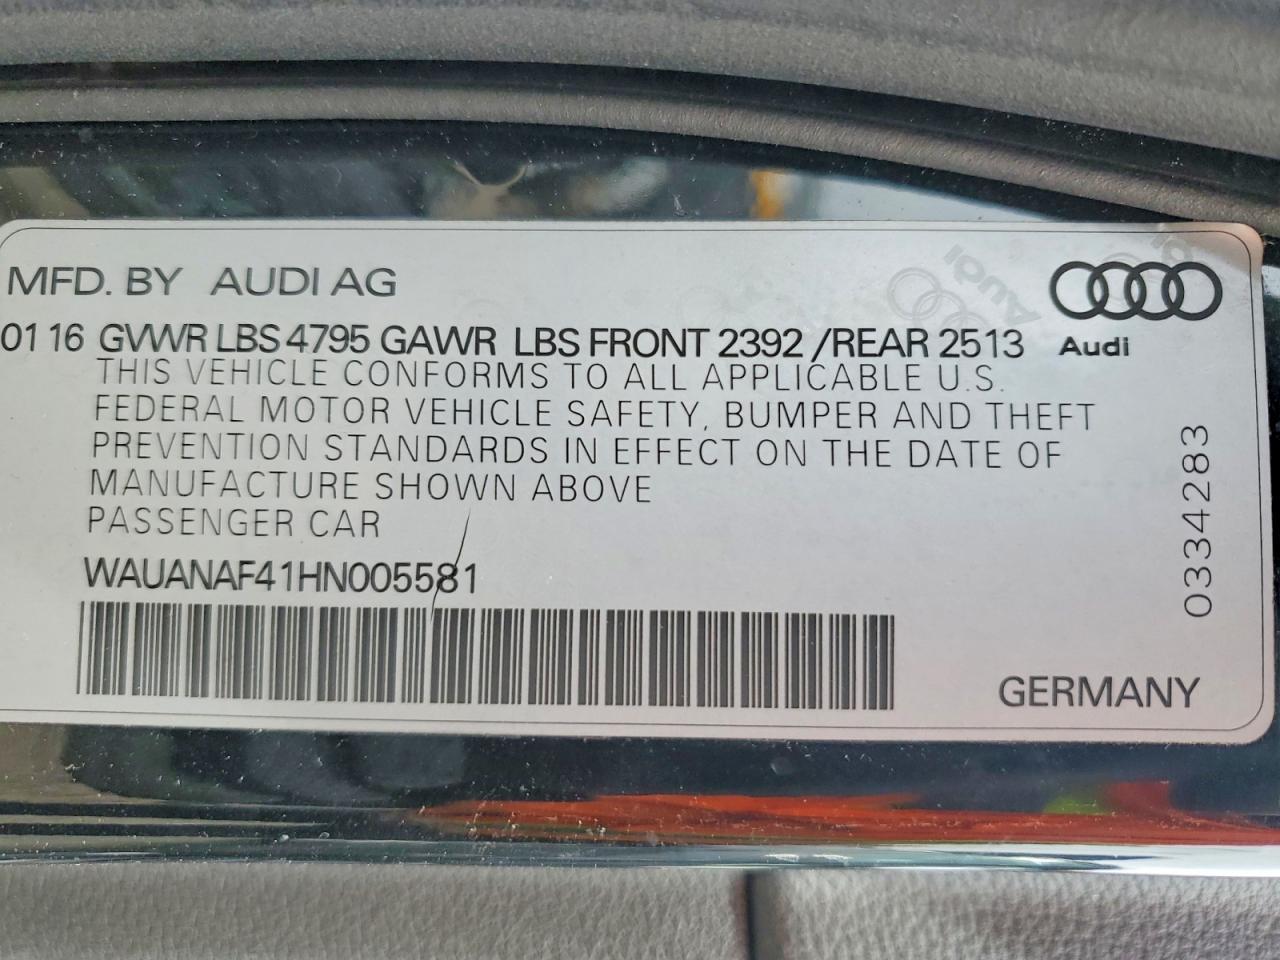 MFD. BY AUDI AG
01 16 GVWR LBS 4795 GAWR LBS FRONT 2392 /REAR 2513
Audi
THIS VEHICLE CONFORMS TO ALL APPLICABLE U.S.
FEDERAL MOTOR VEHICLE SAFETY, BUMPER AND THEFT
PREVENTION STANDARDS IN EFFECT ON THE DATE OF
MANUFACTURE SHOWN ABOVE
PASSENGER CAR
WAUANAF41HN005581
03342283
GERMANY
Audi